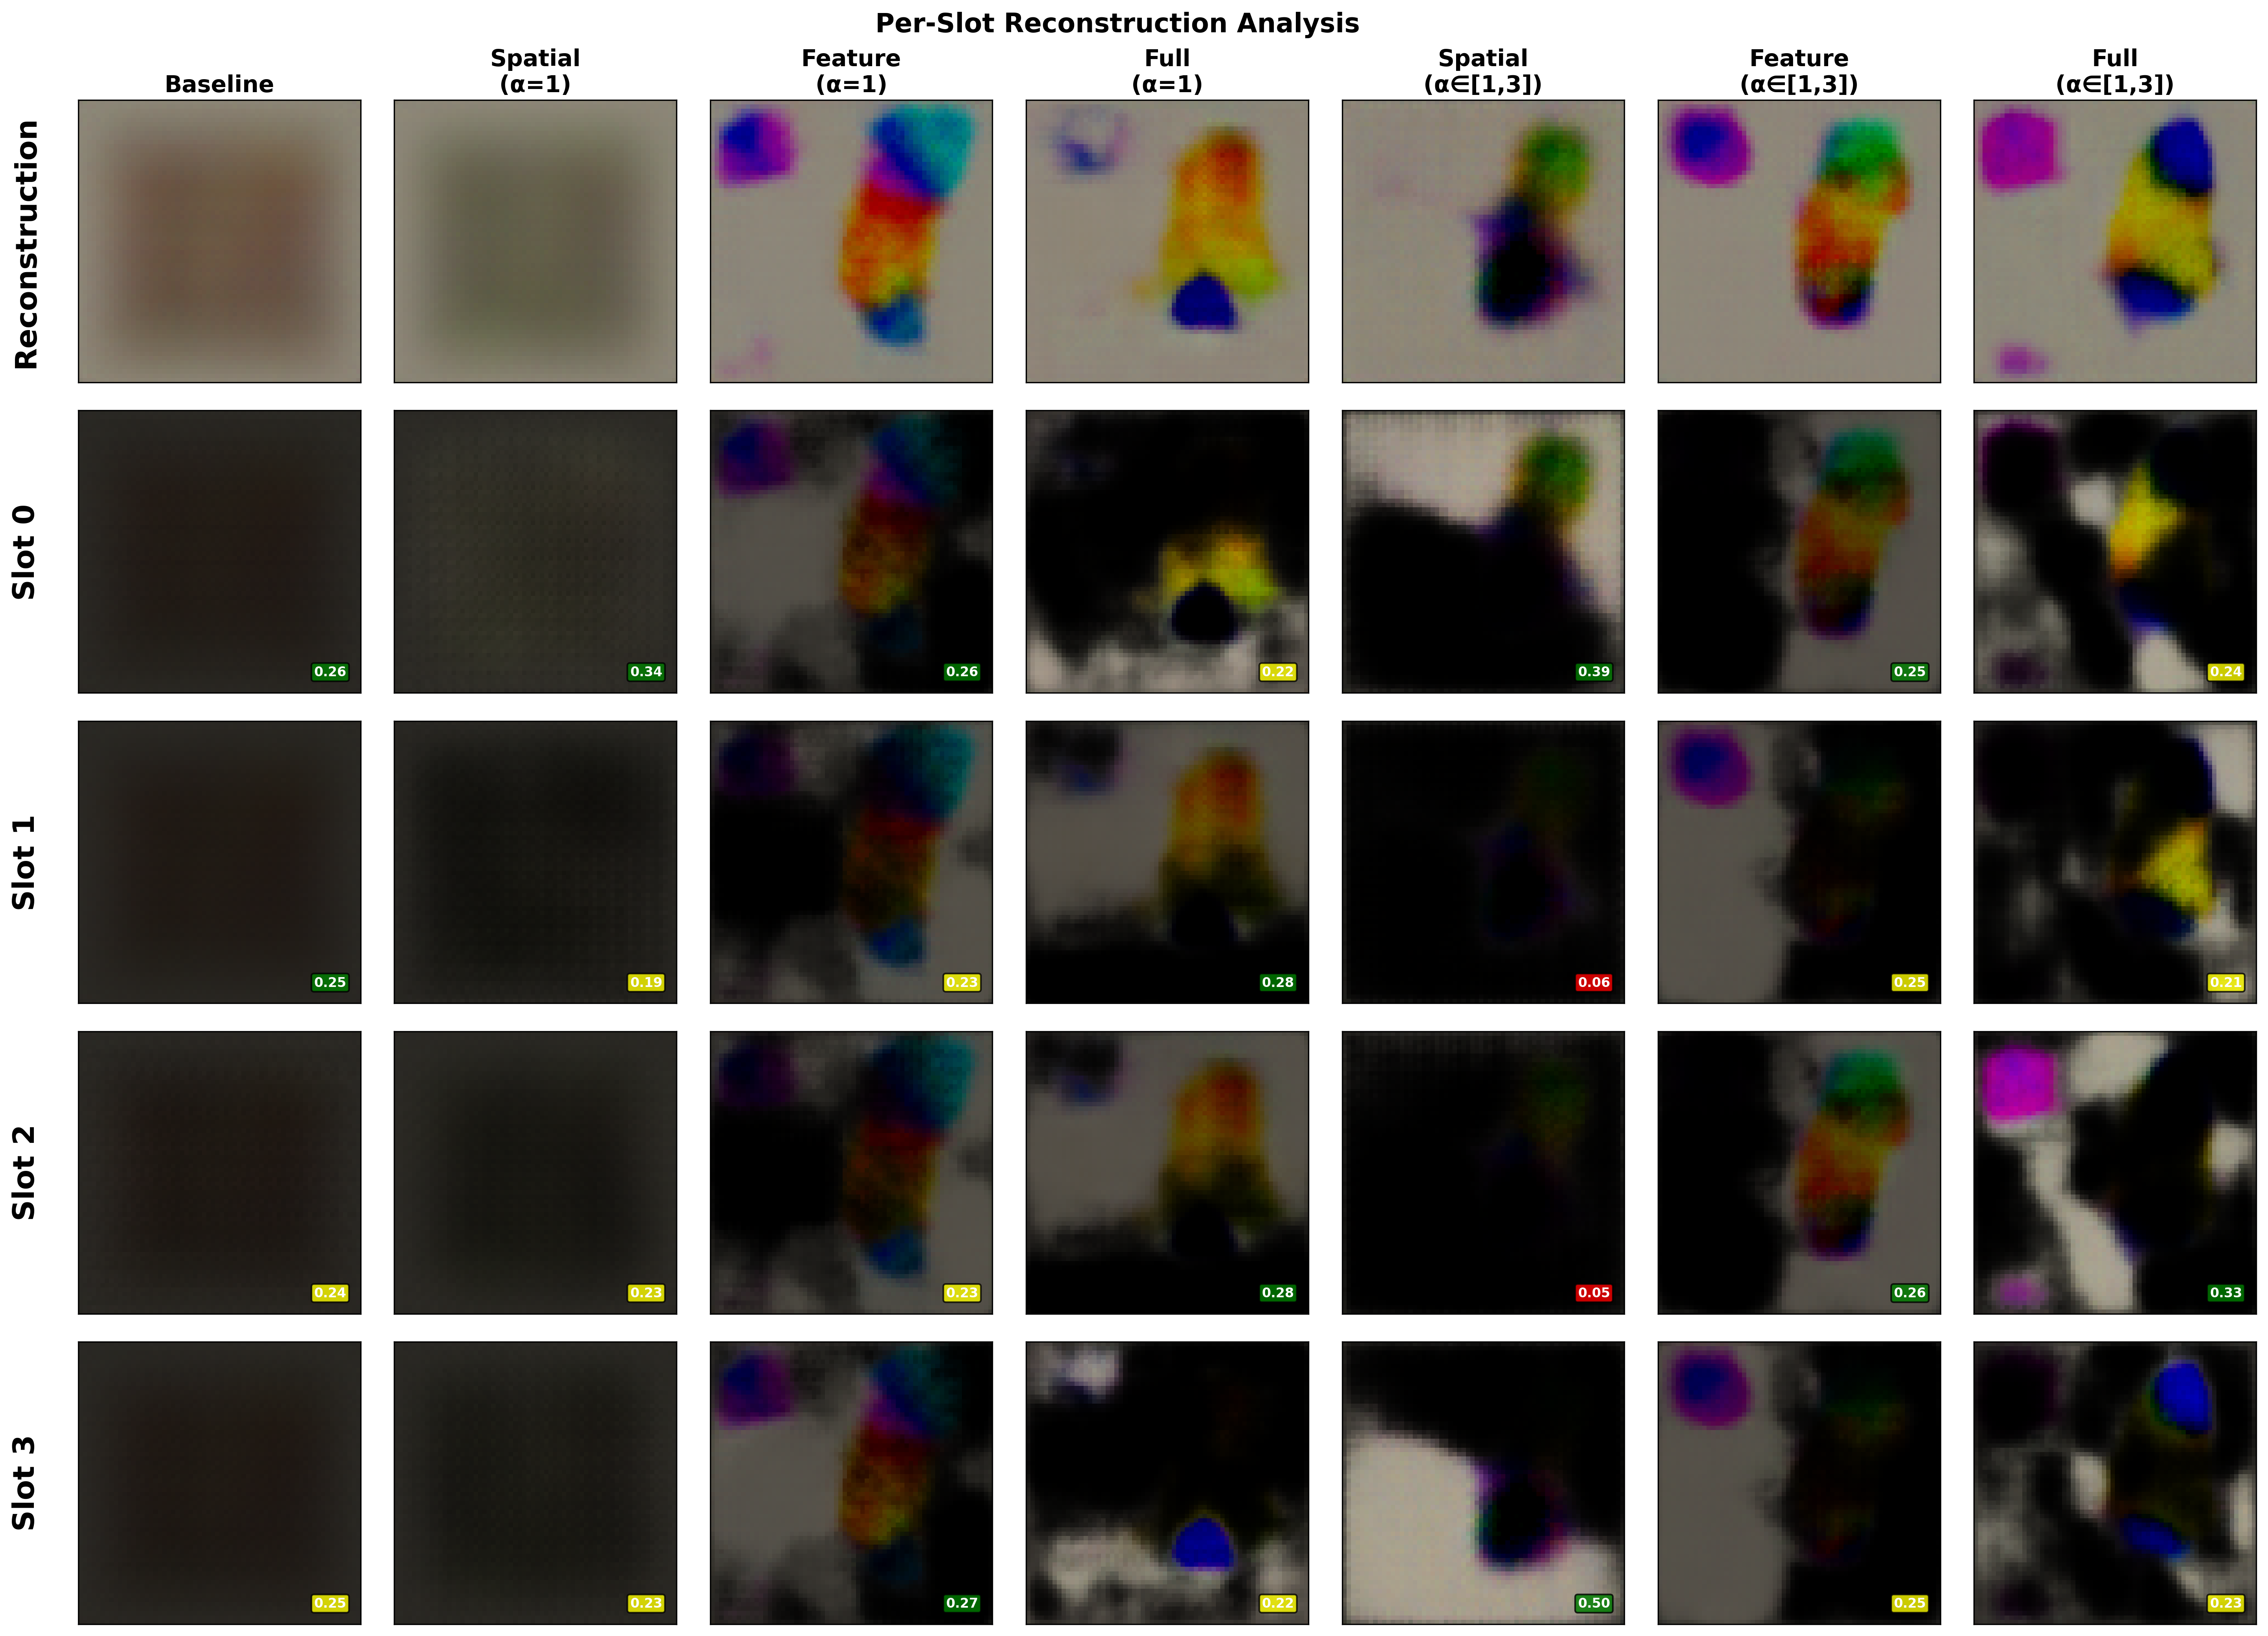 Per-Slot Reconstruction Analysis
Baseline
Spatial
(α=1)
Feature
(α=1)
Full
(α=1)
Spatial
(α∈[1,3])
Feature
(α∈[1,3])
Full
(α∈[1,3])
Reconstruction
Slot 0
0.26
0.34
0.26
0.22
0.39
0.25
0.24
Slot 1
0.25
0.19
0.23
0.28
0.06
0.25
0.21
Slot 2
0.24
0.23
0.23
0.28
0.05
0.26
0.33
Slot 3
0.25
0.23
0.27
0.22
0.50
0.25
0.23